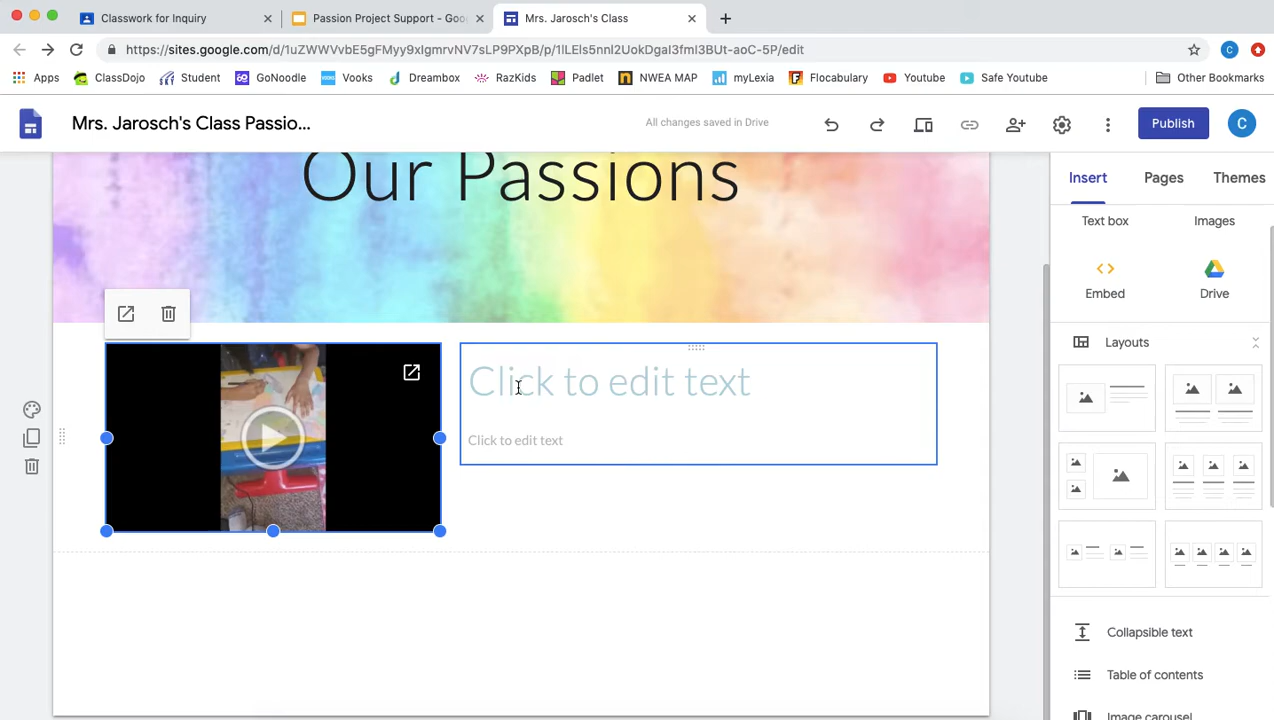 Classwork for Inquiry
Passion Project Support - Goo
Mrs. Jarosch's Class
https://sites.google.com/d/1uZWWVvbE5gFMyy9xIgmrvNV7sLP9PXpB/p/1lLEls5nnl2UokDgaI3fml3BUt-aoC-5P/edit
C
Apps
ClassDojo
Student
GoNoodle
Vooks
Dreambox
RazKids
Padlet
NWEA MAP
myLexia
Flocabulary
Youtube
Safe Youtube
Other Bookmarks
Mrs. Jarosch's Class Passio...
All changes saved in Drive
Publish
C
Our Passions
Click to edit text
Click to edit text
Insert
Pages
Themes
Text box
Images
Embed
Drive
Layouts
Collapsible text
Table of contents
Image carousel